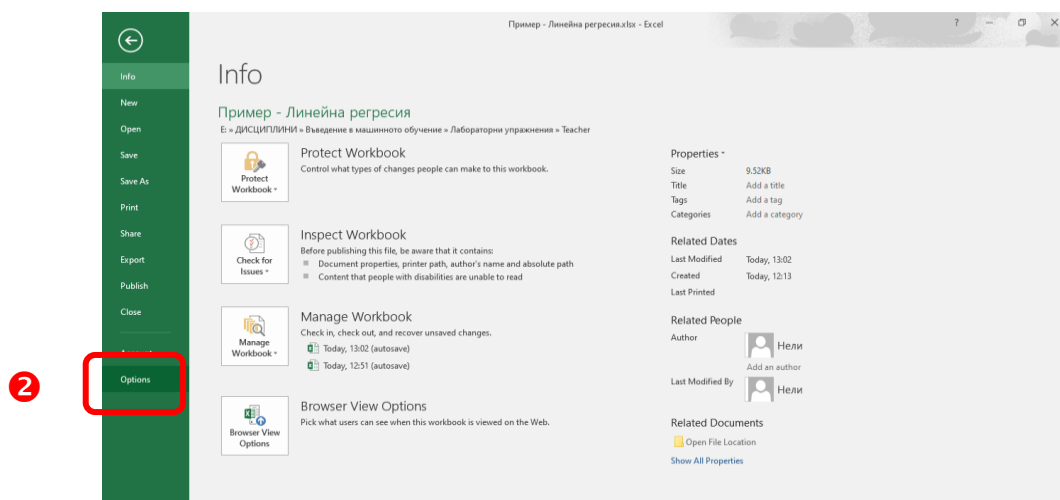 Пример - Линейна регресия.xlsx - Excel
?
Info
New
Open
Save
Save As
Print
Share
Export
Publish
Close
Options
2
Info
Пример - Линейна регресия
E: » ДИСЦИПЛИНИ » Въведение в машинното обучение » Лабораторни упражнения » Teacher
Protect Workbook
Protect Workbook
Control what types of changes people can make to this workbook.
Check for Issues
Inspect Workbook
Before publishing this file, be aware that it contains:
Document properties, printer path, author's name and absolute path
Content that people with disabilities are unable to read
Manage Workbook
Manage Workbook
Check in, check out, and recover unsaved changes.
Today, 13:02 (autosave)
Today, 12:51 (autosave)
Browser View Options
Browser View Options
Pick what users can see when this workbook is viewed on the Web.
Properties
Size 9.52KB
Title Add a title
Tags Add a tag
Categories Add a category
Related Dates
Last Modified Today, 13:02
Created Today, 12:13
Last Printed
Related People
Author Нели
Add an author
Last Modified By Нели
Related Documents
Open File Location
Show All Properties